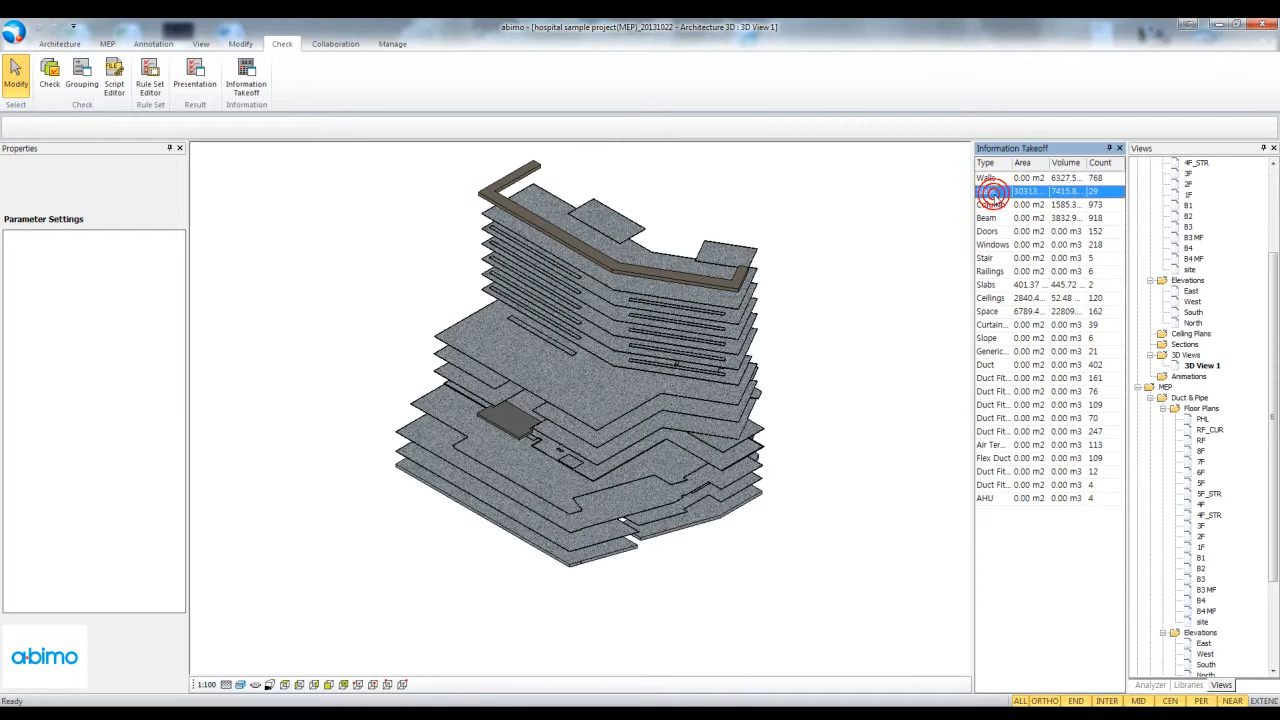 abimo - [hospital sample project(MEP)_20131022 - Architecture 3D : 3D View 1]
Architecture MEP Annotation View Modify Check Collaboration Manage
Modify Check Grouping Script Editor Rule Set Editor Presentation Information Takeoff
Select Check Rule Set Result Information
Properties
Parameter Settings
abimo
1:100
Information Takeoff
Type Area Volume Count
Walls 0.00 m2 6327.5... 768
30313... 7415.8... 29
Column 0.00 m2 1585.3... 973
Beam 0.00 m2 3832.9... 918
Doors 0.00 m2 0.00 m3 152
Windows 0.00 m2 0.00 m3 218
Stair 0.00 m2 0.00 m3 5
Railings 0.00 m2 0.00 m3 6
Slabs 401.37 ... 445.72 ... 2
Ceilings 2840.4... 52.48 ... 120
Space 6789.4... 22809... 162
Curtain... 0.00 m2 0.00 m3 39
Slope 0.00 m2 0.00 m3 6
Generic... 0.00 m2 0.00 m3 21
Duct 0.00 m2 0.00 m3 402
Duct Fit... 0.00 m2 0.00 m3 161
Duct Fit... 0.00 m2 0.00 m3 76
Duct Fit... 0.00 m2 0.00 m3 109
Duct Fit... 0.00 m2 0.00 m3 70
Duct Fit... 0.00 m2 0.00 m3 247
Air Ter... 0.00 m2 0.00 m3 113
Flex Duct 0.00 m2 0.00 m3 109
Duct Fit... 0.00 m2 0.00 m3 12
Duct Fit... 0.00 m2 0.00 m3 4
AHU 0.00 m2 0.00 m3 4
Views
4F_STR
3F
2F
1F
B1
B2
B3
B3 MF
B4
B4 MF
site
Elevations
East
West
South
North
Ceiling Plans
Sections
3D Views
3D View 1
Animations
MEP
Duct & Pipe
Floor Plans
PHL
RF_CUR
RF
8F
7F
6F
5F
5F_STR
4F
4F_STR
3F
2F
1F
B1
B2
B3
B3 MF
B4
B4 MF
site
Elevations
East
West
South
North
Analyzer Libraries Views
Ready
ALL ORTHO END INTER MID CEN PER NEAR EXTEND